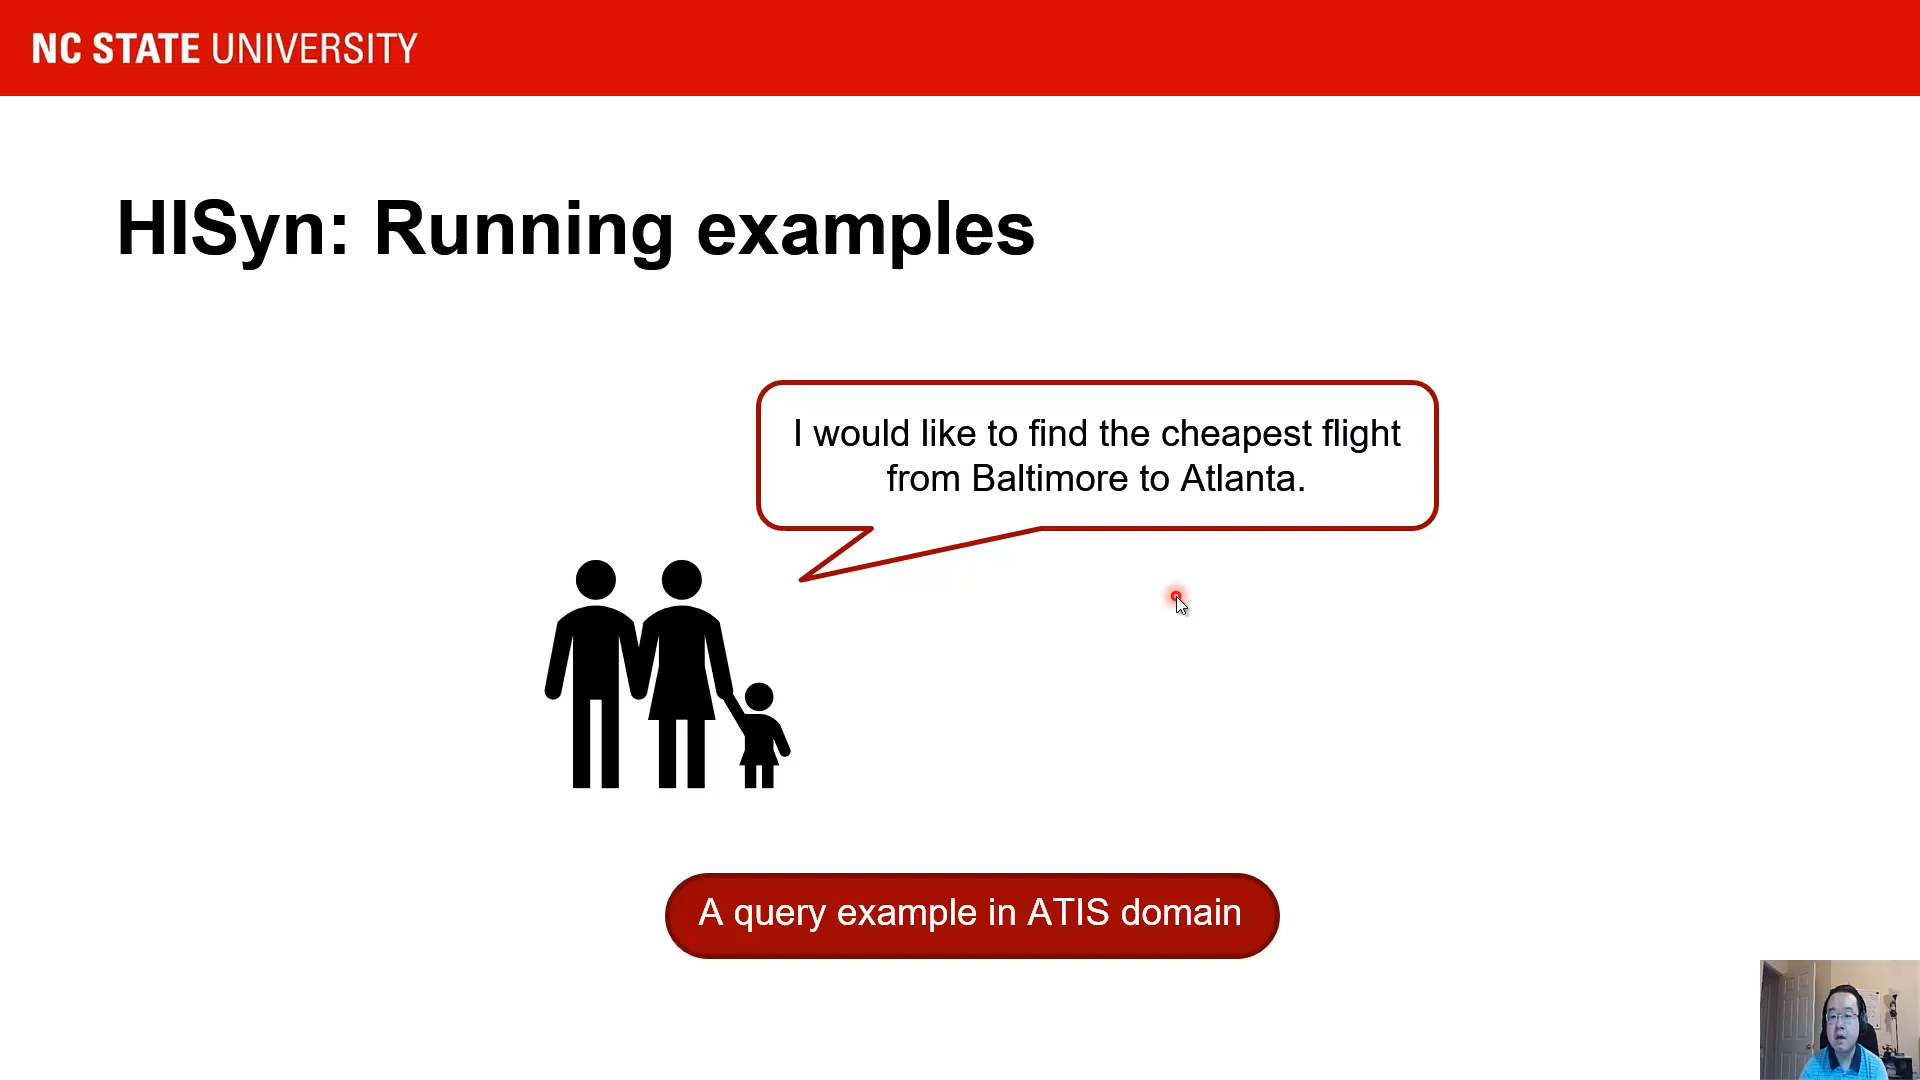 NC STATE UNIVERSITY
HISyn: Running examples
I would like to find the cheapest flight
from Baltimore to Atlanta.
A query example in ATIS domain